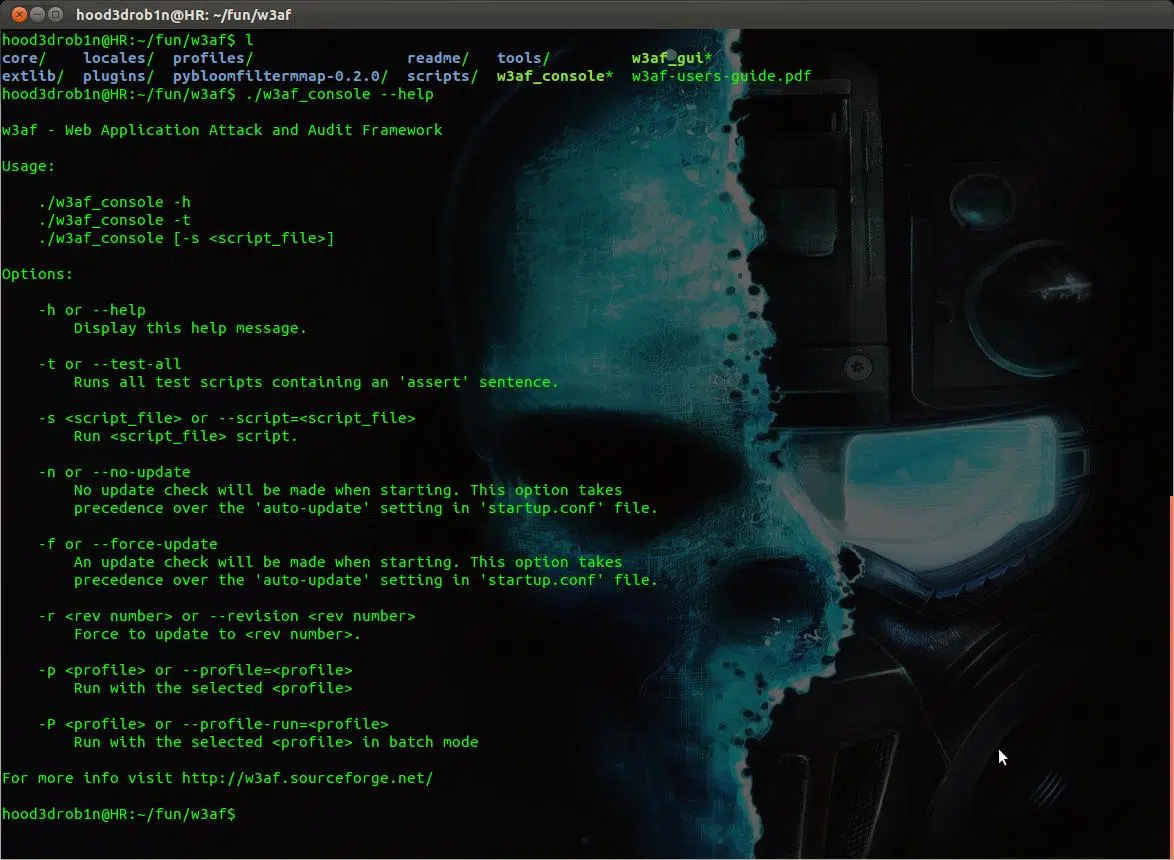 hood3drob1n@HR: ~/fun/w3af
hood3drob1n@HR:~/fun/w3af$ l
core/ locales/ profiles/ readme/ tools/ w3af_gui*
extlib/ plugins/ pybloomfiltermmap-0.2.0/ scripts/ w3af_console* w3af-users-guide.pdf
hood3drob1n@HR:~/fun/w3af$ ./w3af_console --help
w3af - Web Application Attack and Audit Framework
Usage:
./w3af_console -h
./w3af_console -t
./w3af_console [-s <script_file>]
Options:
-h or --help
Display this help message.
-t or --test-all
Runs all test scripts containing an 'assert' sentence.
-s <script_file> or --script=<script_file>
Run <script_file> script.
-n or --no-update
No update check will be made when starting. This option takes
precedence over the 'auto-update' setting in 'startup.conf' file.
-f or --force-update
An update check will be made when starting. This option takes
precedence over the 'auto-update' setting in 'startup.conf' file.
-r <rev number> or --revision <rev number>
Force to update to <rev number>.
-p <profile> or --profile=<profile>
Run with the selected <profile>
-P <profile> or --profile-run=<profile>
Run with the selected <profile> in batch mode
For more info visit http://w3af.sourceforge.net/
hood3drob1n@HR:~/fun/w3af$